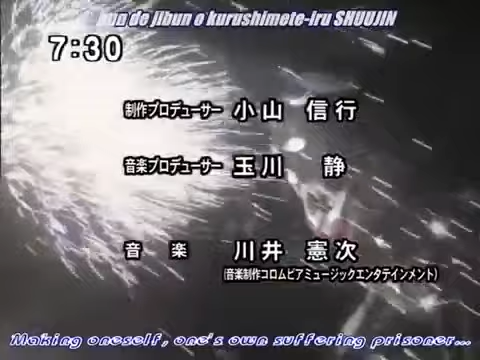 jibun de jibun o kurushimete-iru SHUUJIN
7:30
制作プロデューサー 小山 信行
音楽プロデューサー 玉川 静
音楽 川井 憲次
(音楽制作コロムビアミュージックエンタテインメント)
Making oneself, one's own suffering prisoner...